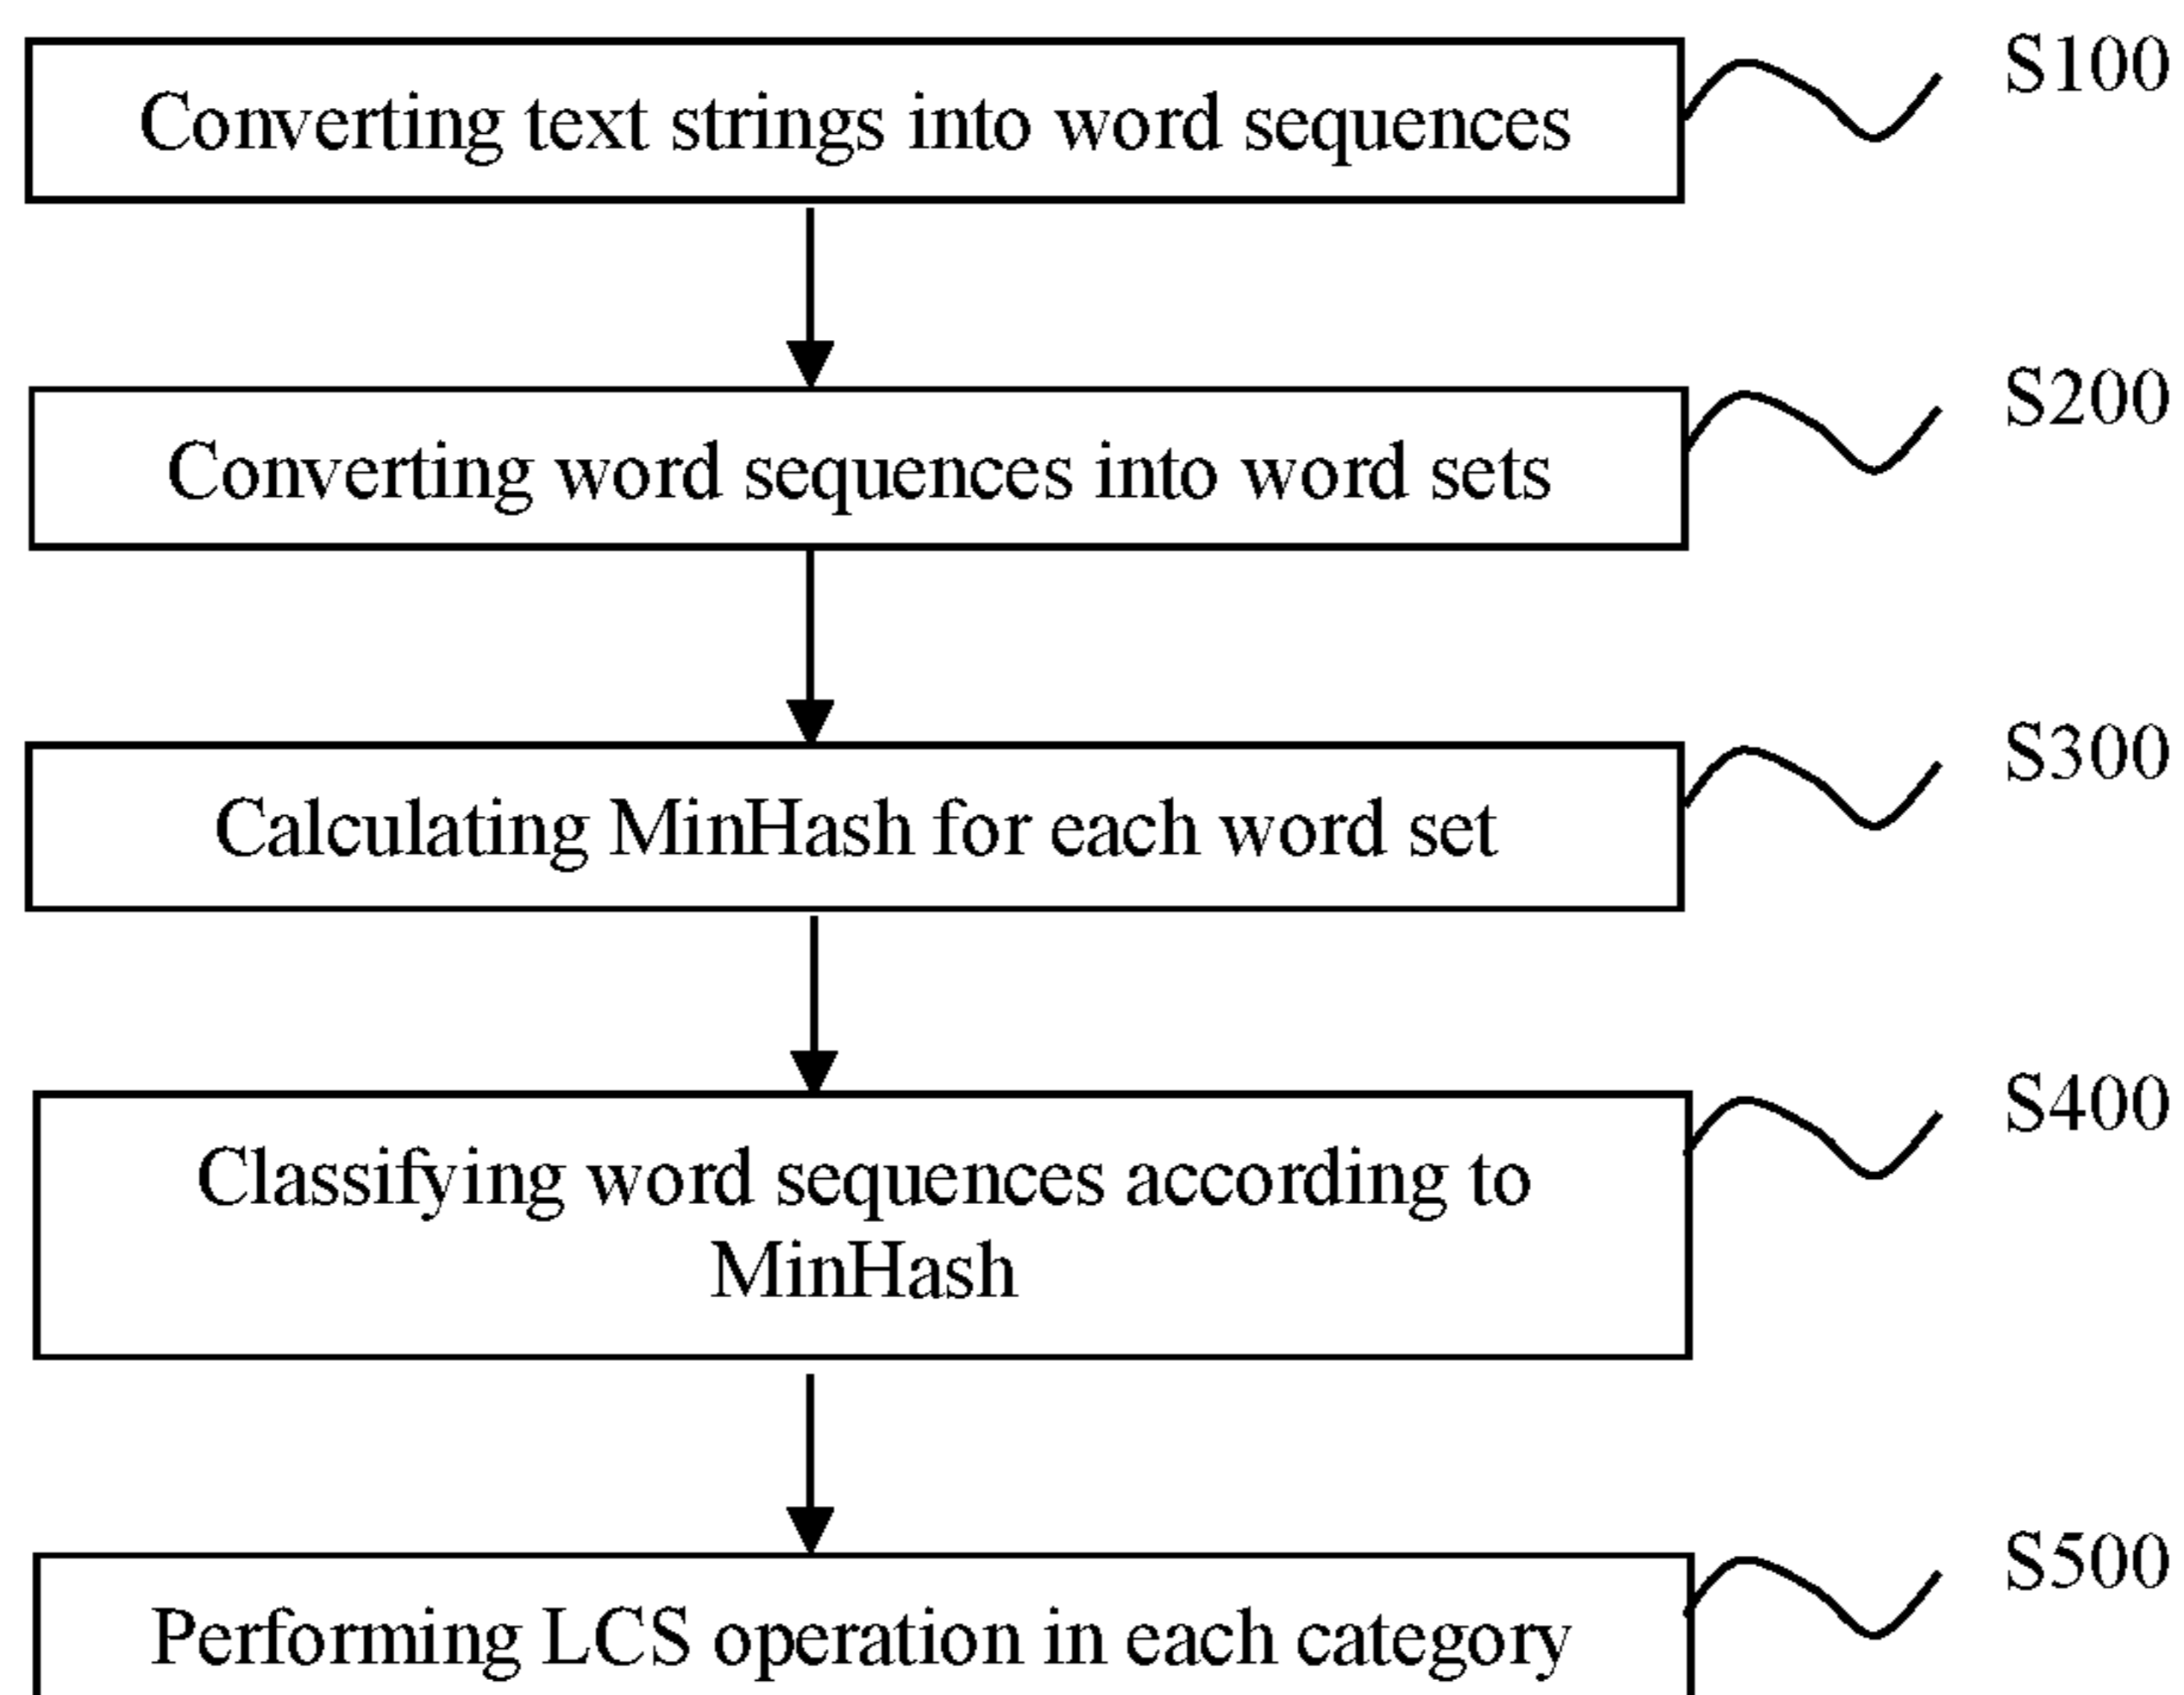 Converting text strings into word sequences
S100
Converting word sequences into word sets
S200
Calculating MinHash for each word set
S300
Classifying word sequences according to
MinHash
S400
Performing LCS operation in each category
S500